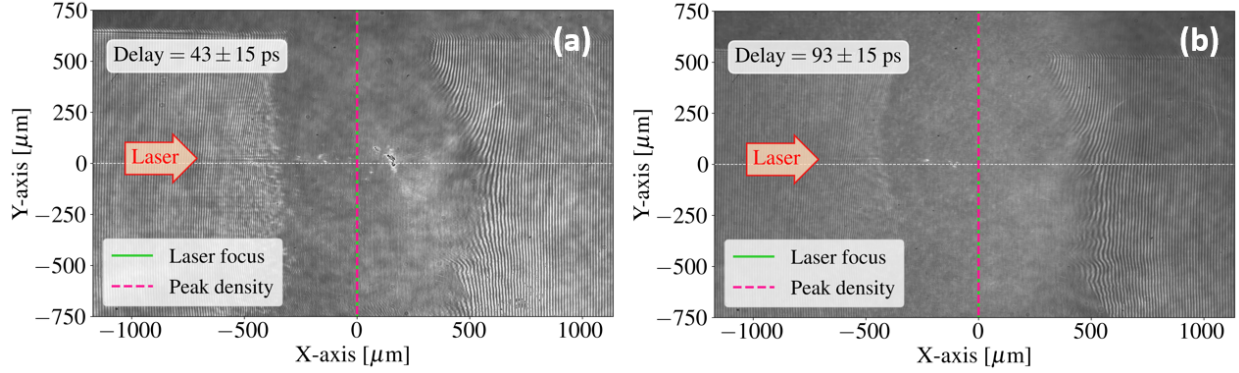 (a)
Delay = 43 ± 15 ps
Laser
Laser focus
Peak density
Y-axis [μm]
750
500
250
0
−250
−500
−750
−1000
−500
0
500
1000
X-axis [μm]
(b)
Delay = 93 ± 15 ps
Laser
Laser focus
Peak density
Y-axis [μm]
750
500
250
0
−250
−500
−750
−1000
−500
0
500
1000
X-axis [μm]